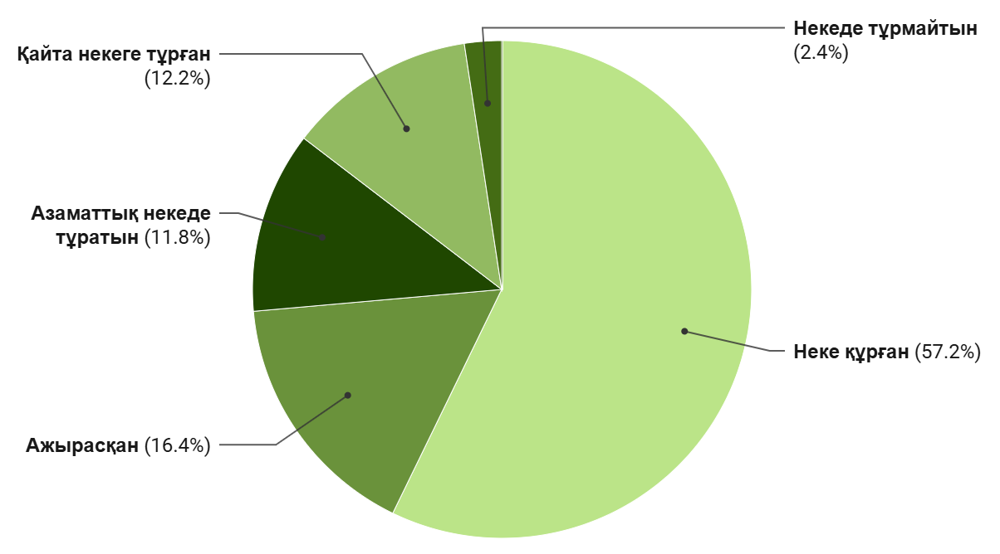 Некеде тұрмайтын
(2.4%)
Қайта некеге тұрған
(12.2%)
Азаматтық некеде
тұратын (11.8%)
Неке құрған (57.2%)
Ажырасқан (16.4%)